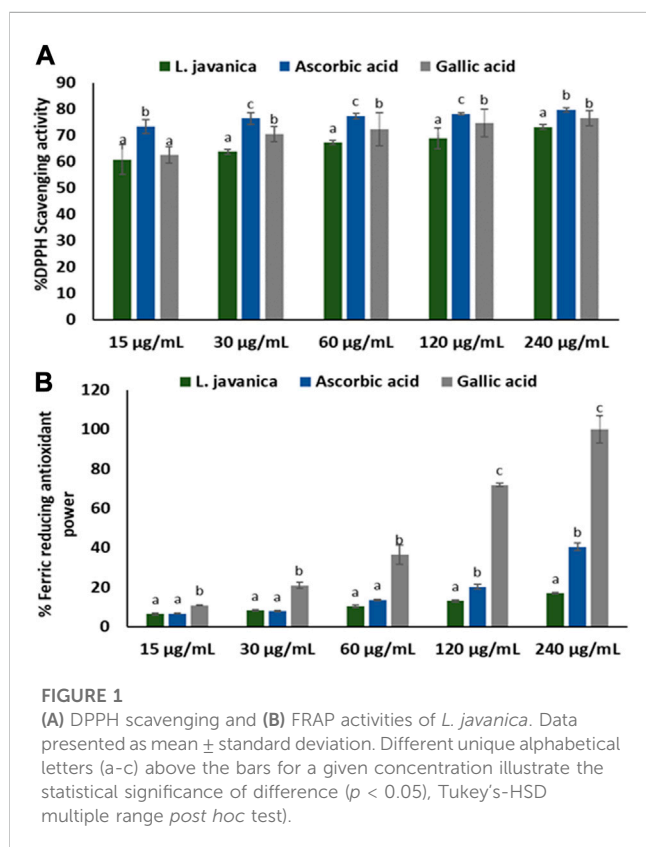 A
L. javanica Ascorbic acid Gallic acid
%DPPH Scavenging activity
90
80
70
60
50
40
30
20
10
0
a b a
a c b
a c b
a c b
a b b
15 µg/mL 30 µg/mL 60 µg/mL 120 µg/mL 240 µg/mL
B
L. javanica Ascorbic acid Gallic acid
% Ferric reducing antioxidant
power
120
100
80
60
40
20
0
a a b
a a b
a a b
a b c
a b c
15 µg/mL 30 µg/mL 60 µg/mL 120 µg/mL 240 µg/mL
FIGURE 1
(A) DPPH scavenging and (B) FRAP activities of L. javanica. Data
presented as mean ± standard deviation. Different unique alphabetical
letters (a-c) above the bars for a given concentration illustrate the
statistical significance of difference (p < 0.05), Tukey's-HSD
multiple range post hoc test).